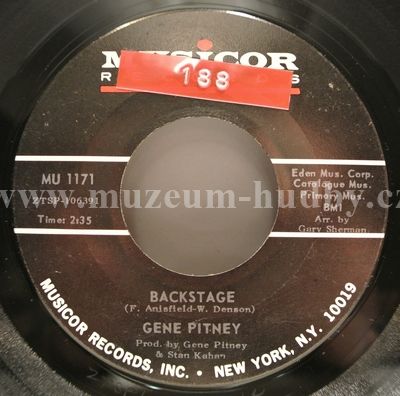 MUSICOR
188
MU 1171
ZTSP-106391
Time: 2:35
Eden Mus. Corp.
Catalogue Mus.
Primary Mus.
BMI
Arr. by
Gary Sherman
www.muzeum-hudby.cz
BACKSTAGE
(F. Anisfield-W. Denson)
GENE PITNEY
Prod. by Gene Pitney
& Stan Kahan
MUSICOR RECORDS, INC. • NEW YORK, N.Y. 10019